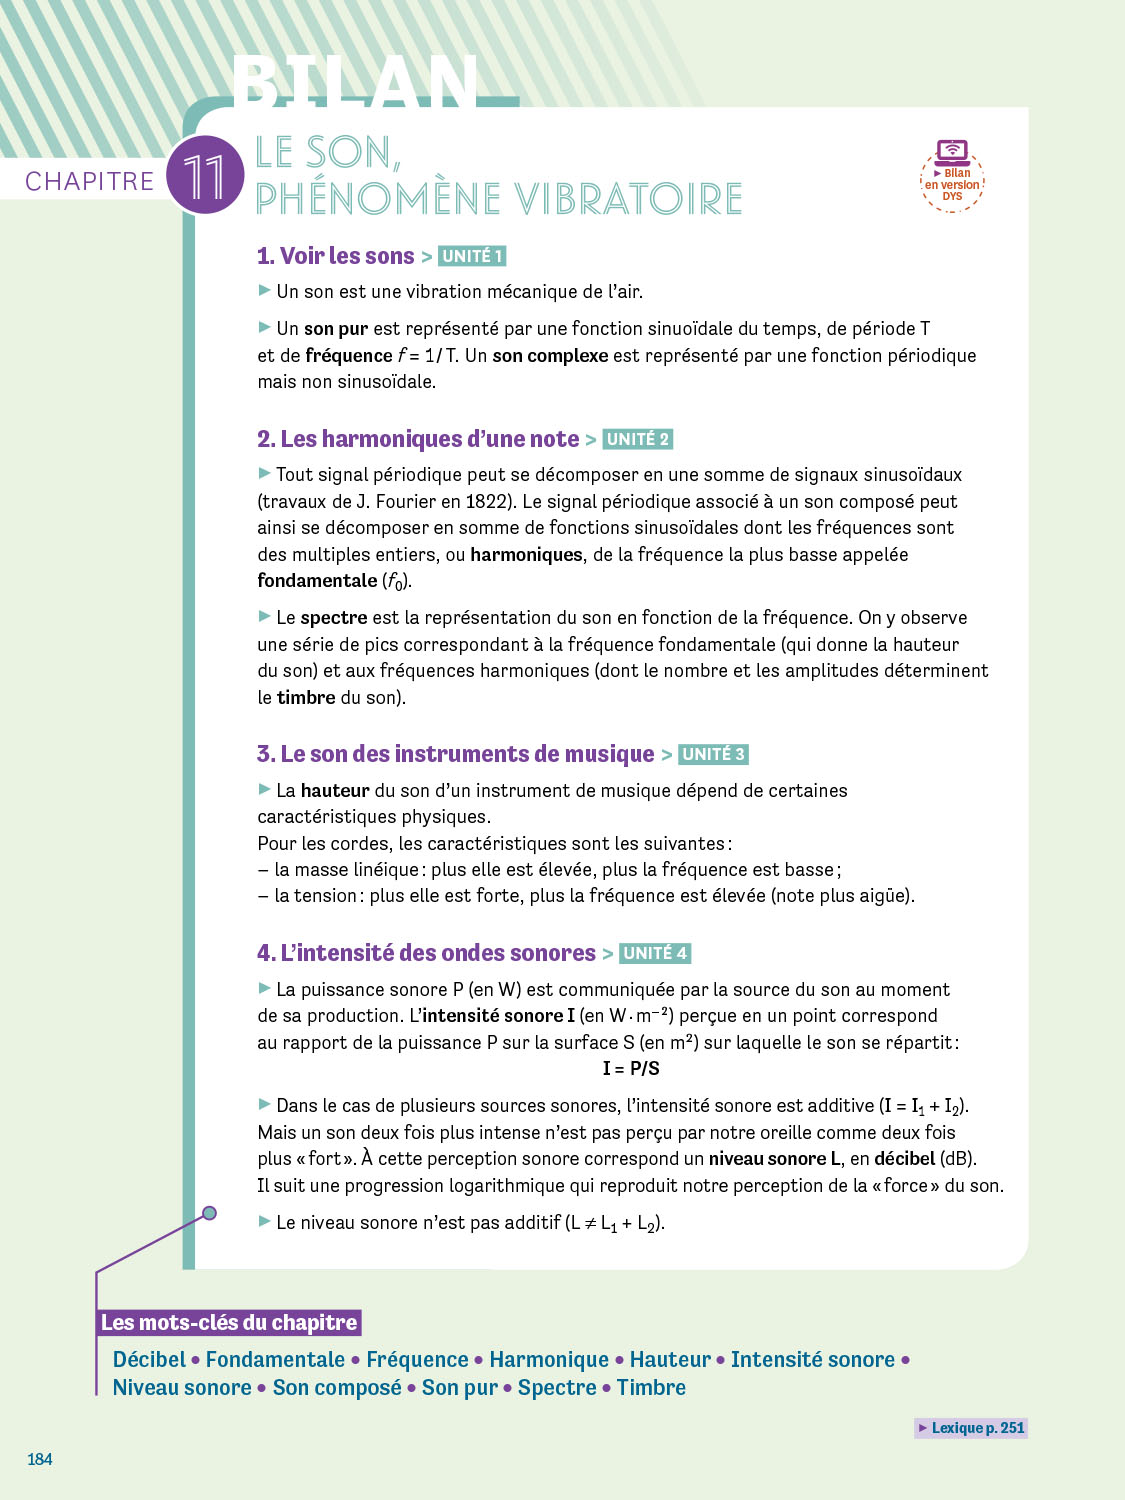 BILAN
CHAPITRE 11
LE SON,
PHÉNOMÈNE VIBRATOIRE
▶ Bilan
en version
DYS
1. Voir les sons > UNITÉ 1
▶ Un son est une vibration mécanique de l’air.
▶ Un son pur est représenté par une fonction sinuoïdale du temps, de période T
et de fréquence f = 1/ T. Un son complexe est représenté par une fonction périodique
mais non sinusoïdale.
2. Les harmoniques d’une note > UNITÉ 2
▶ Tout signal périodique peut se décomposer en une somme de signaux sinusoïdaux
(travaux de J. Fourier en 1822). Le signal périodique associé à un son composé peut
ainsi se décomposer en somme de fonctions sinusoïdales dont les fréquences sont
des multiples entiers, ou harmoniques, de la fréquence la plus basse appelée
fondamentale (f₀).
▶ Le spectre est la représentation du son en fonction de la fréquence. On y observe
une série de pics correspondant à la fréquence fondamentale (qui donne la hauteur
du son) et aux fréquences harmoniques (dont le nombre et les amplitudes déterminent
le timbre du son).
3. Le son des instruments de musique > UNITÉ 3
▶ La hauteur du son d’un instrument de musique dépend de certaines
caractéristiques physiques.
Pour les cordes, les caractéristiques sont les suivantes :
– la masse linéique : plus elle est élevée, plus la fréquence est basse ;
– la tension : plus elle est forte, plus la fréquence est élevée (note plus aigüe).
4. L’intensité des ondes sonores > UNITÉ 4
▶ La puissance sonore P (en W) est communiquée par la source du son au moment
de sa production. L’intensité sonore I (en W · m⁻²) perçue en un point correspond
au rapport de la puissance P sur la surface S (en m²) sur laquelle le son se répartit :
I = P/S
▶ Dans le cas de plusieurs sources sonores, l’intensité sonore est additive (I = I₁ + I₂).
Mais un son deux fois plus intense n’est pas perçu par notre oreille comme deux fois
plus « fort ». À cette perception sonore correspond un niveau sonore L, en décibel (dB).
Il suit une progression logarithmique qui reproduit notre perception de la « force » du son.
▶ Le niveau sonore n’est pas additif (L ≠ L₁ + L₂).
Les mots-clés du chapitre
Décibel • Fondamentale • Fréquence • Harmonique • Hauteur • Intensité sonore •
Niveau sonore • Son composé • Son pur • Spectre • Timbre
▶ Lexique p. 251
184